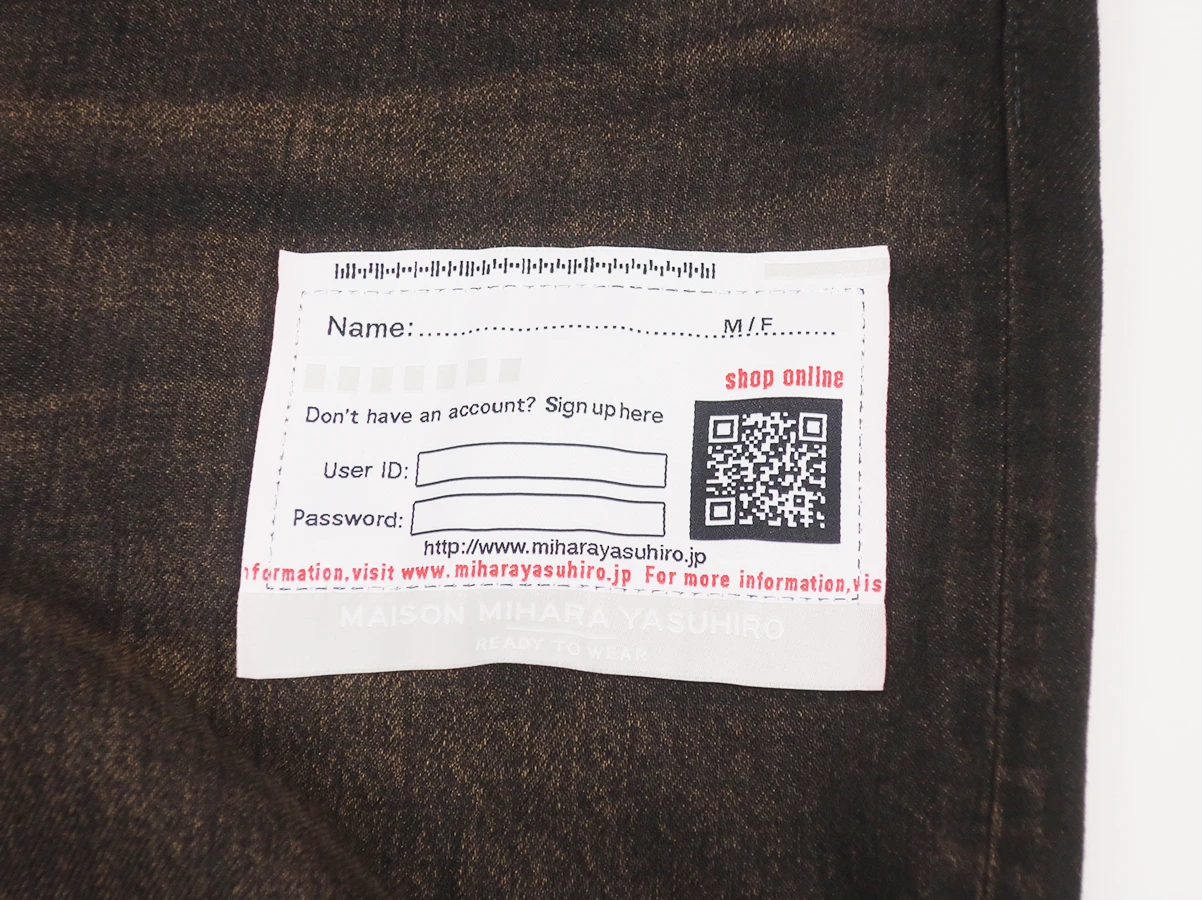 Name:.......................................M/F........
shop online
Don't have an account? Sign up here
User ID:
Password:
http://www.miharayasuhiro.jp
nformation,visit www.miharayasuhiro.jp For more information,vis
MAISON MIHARA YASUHIRO
READY TO WEAR